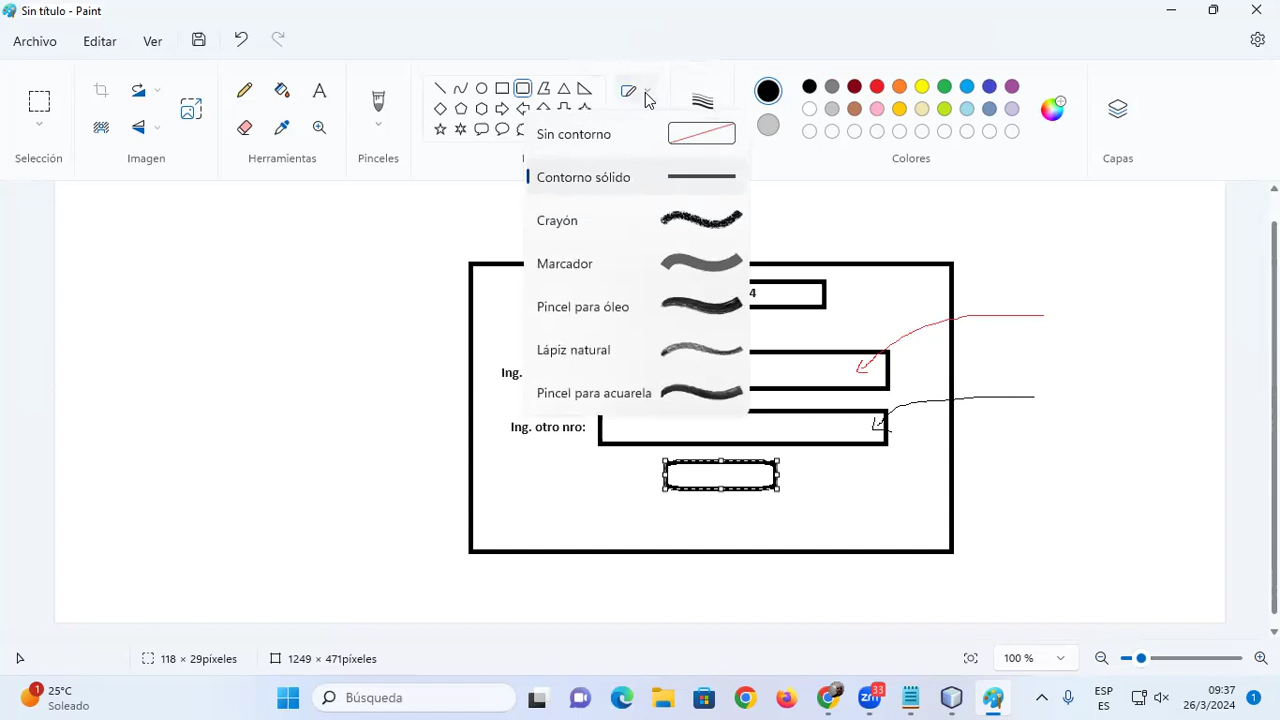 Sin título - Paint
Archivo
Editar
Ver
Selección
Imagen
Herramientas
Pinceles
Colores
Capas
Sin contorno
Contorno sólido
Crayón
Marcador
Pincel para óleo
Lápiz natural
Pincel para acuarela
4
Ing.
Ing. otro nro:
118 × 29píxeles
1249 × 471píxeles
100 %
1
25°C
Soleado
Búsqueda
33
ESP
ES
09:37
26/3/2024
1